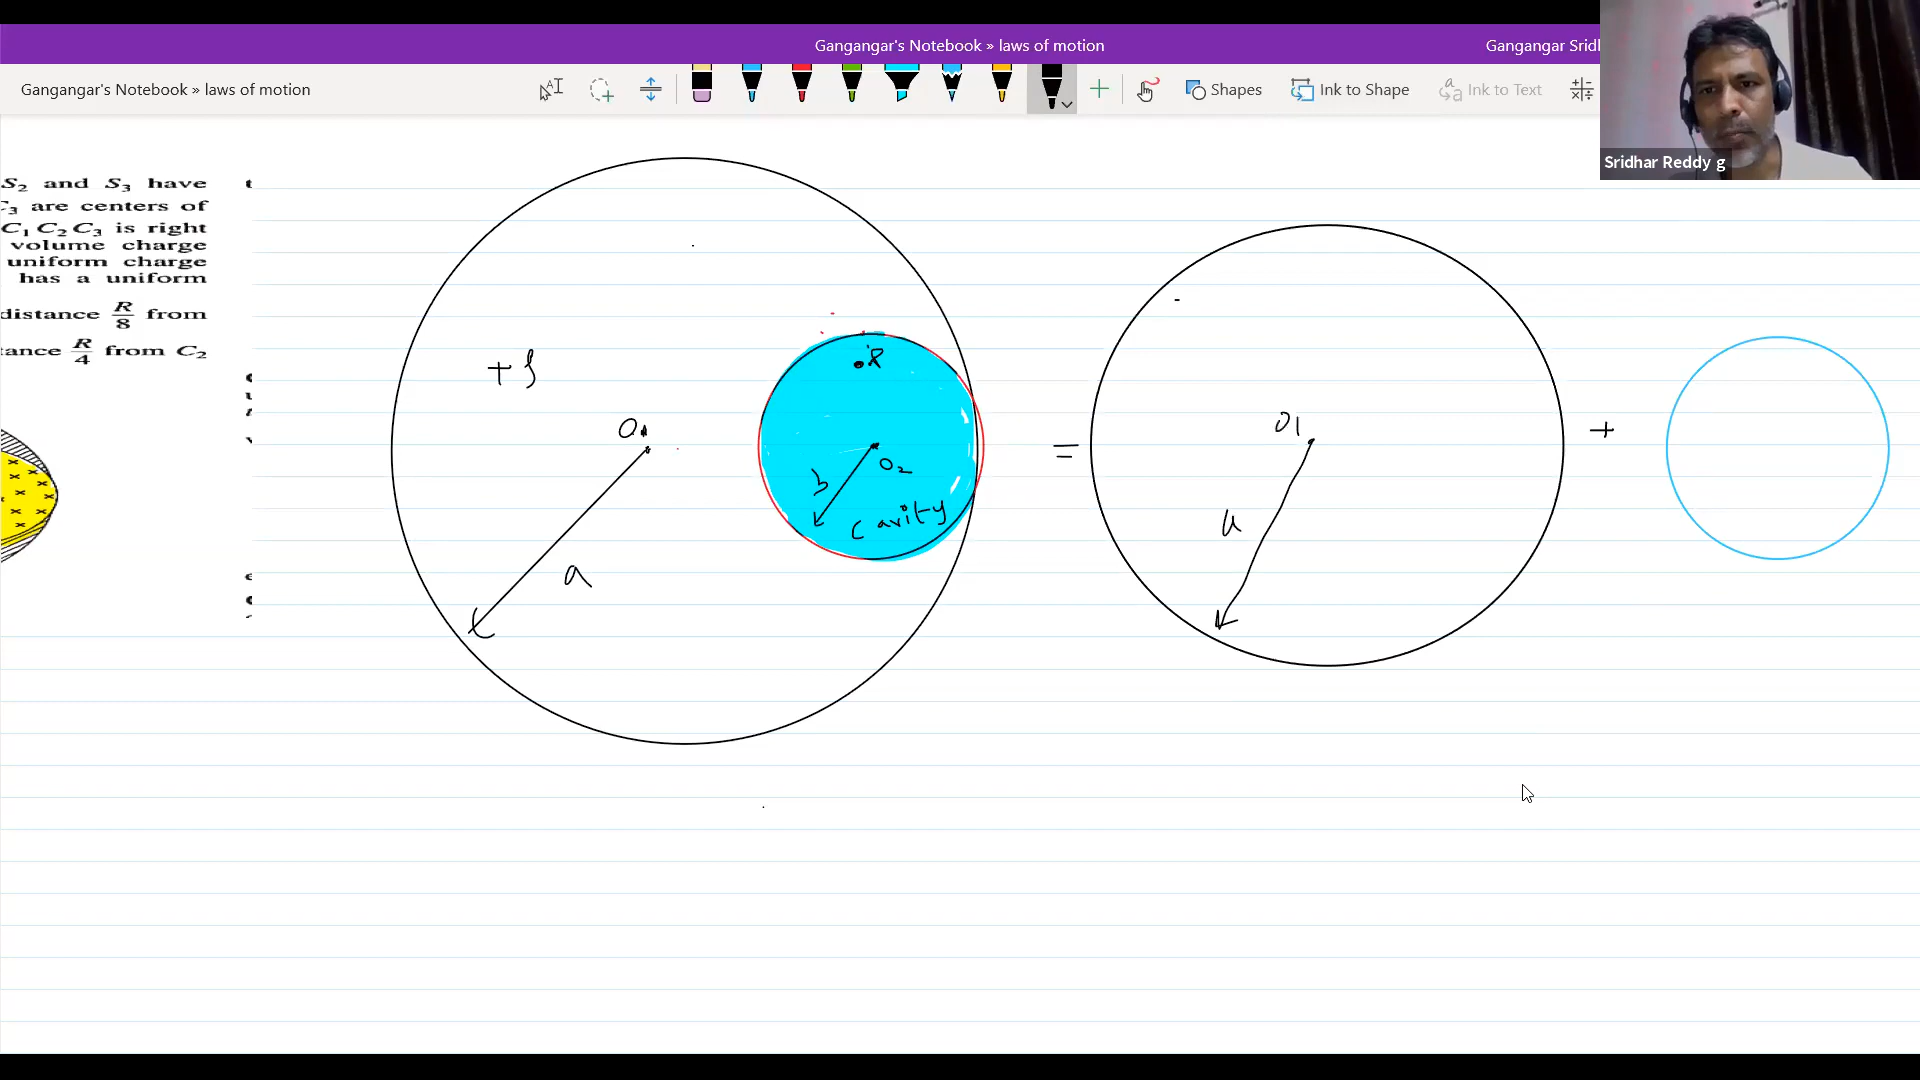 Gangangar's Notebook » laws of motion
Gangangar Sridl
Gangangar's Notebook » laws of motion
Shapes
Ink to Shape
Ink to Text
Sridhar Reddy g
S2 and S3 have
C3 are centers of
C1 C2 C3 is right
volume charge
uniform charge
has a uniform
distance R/8 from
tance R/4 from C2
+ρ
O1
a
R
b
O2
Cavity
=
O1
a
+